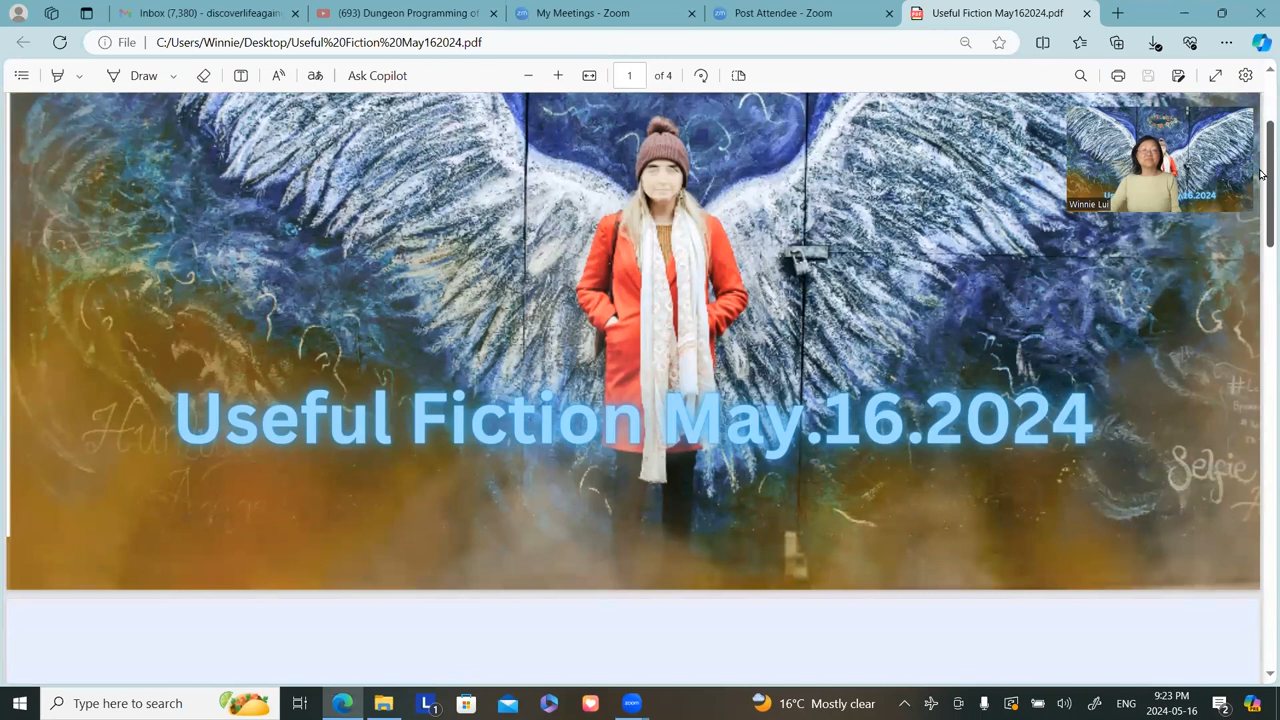 Inbox (7,380) - discoverlifeagain
(693) Dungeon Programming of
My Meetings - Zoom
Post Attendee - Zoom
Useful Fiction May162024.pdf
File
C:/Users/Winnie/Desktop/Useful%20Fiction%20May162024.pdf
Draw
Ask Copilot
1 of 4
Winnie Lui
Useful Fiction May.16.2024
Selfie
Type here to search
16°C Mostly clear
ENG
9:23 PM
2024-05-16